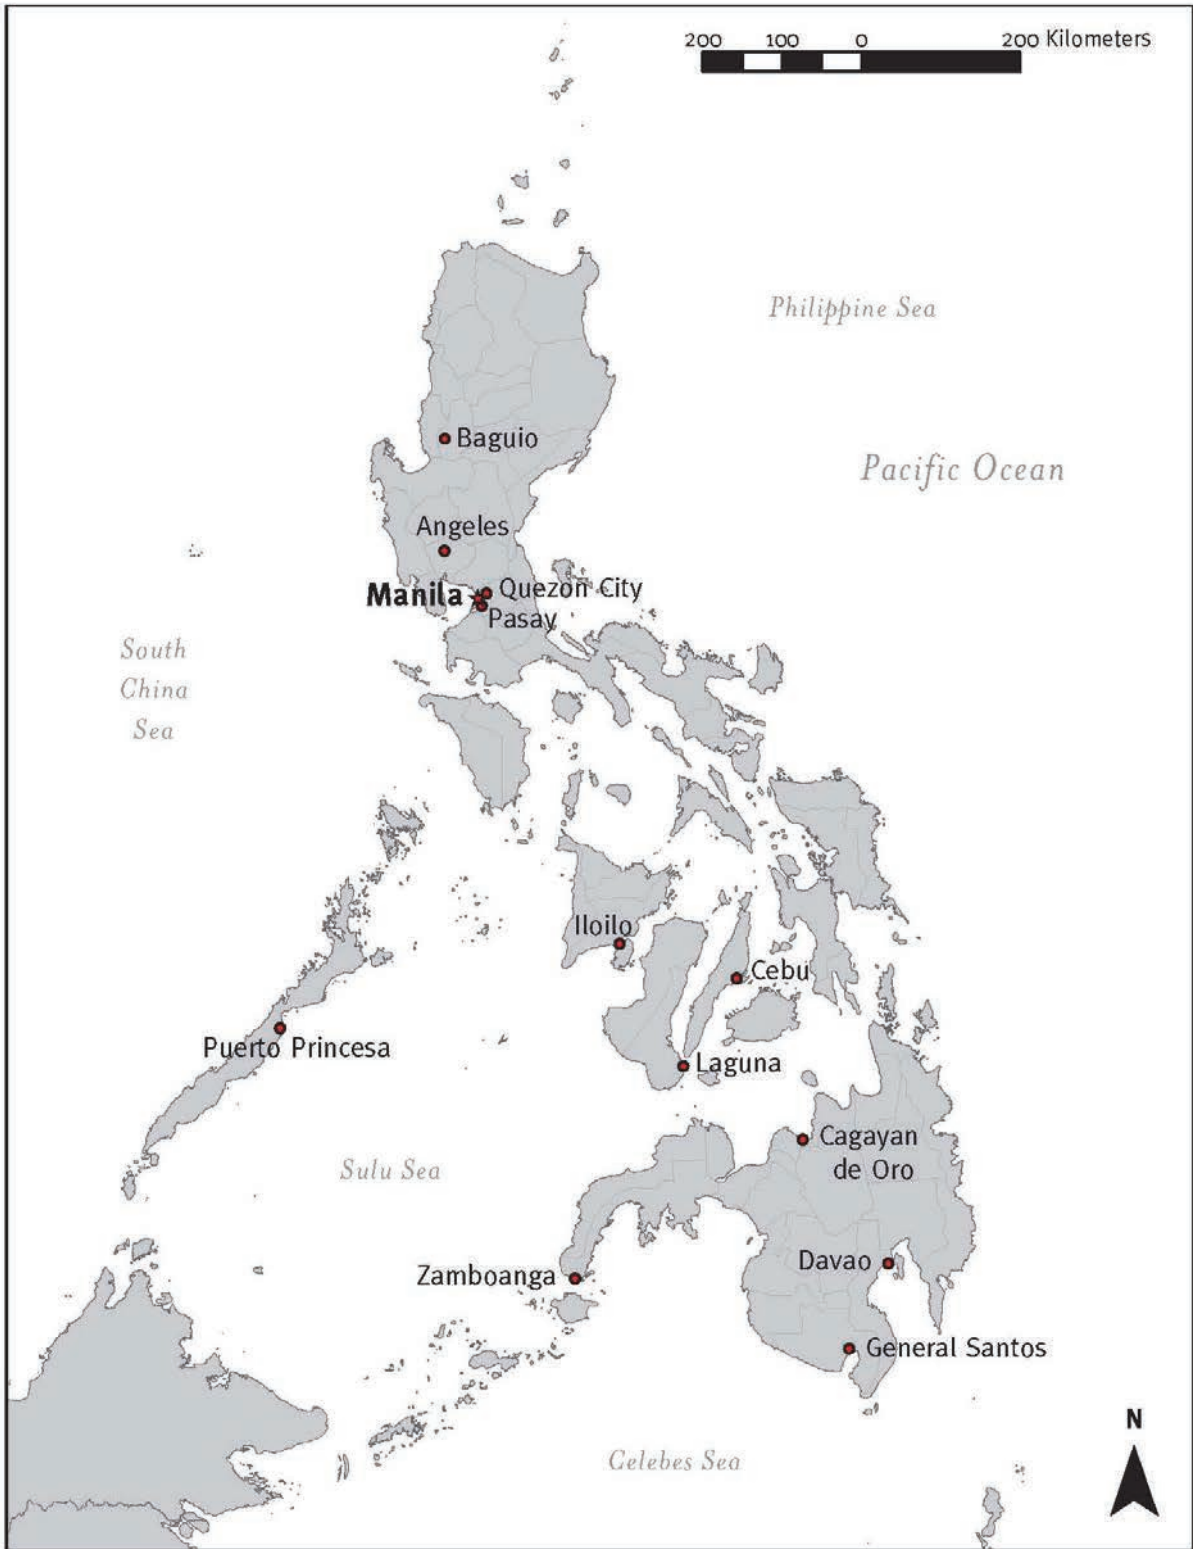 200 100 0 200 Kilometers
Philippine Sea
Baguio
Pacific Ocean
Angeles
Manila
Quezon City
Pasay
South
China
Sea
Iloilo
Cebu
Puerto Princesa
Laguna
Cagayan
de Oro
Sulu Sea
Davao
Zamboanga
General Santos
N
Celebes Sea